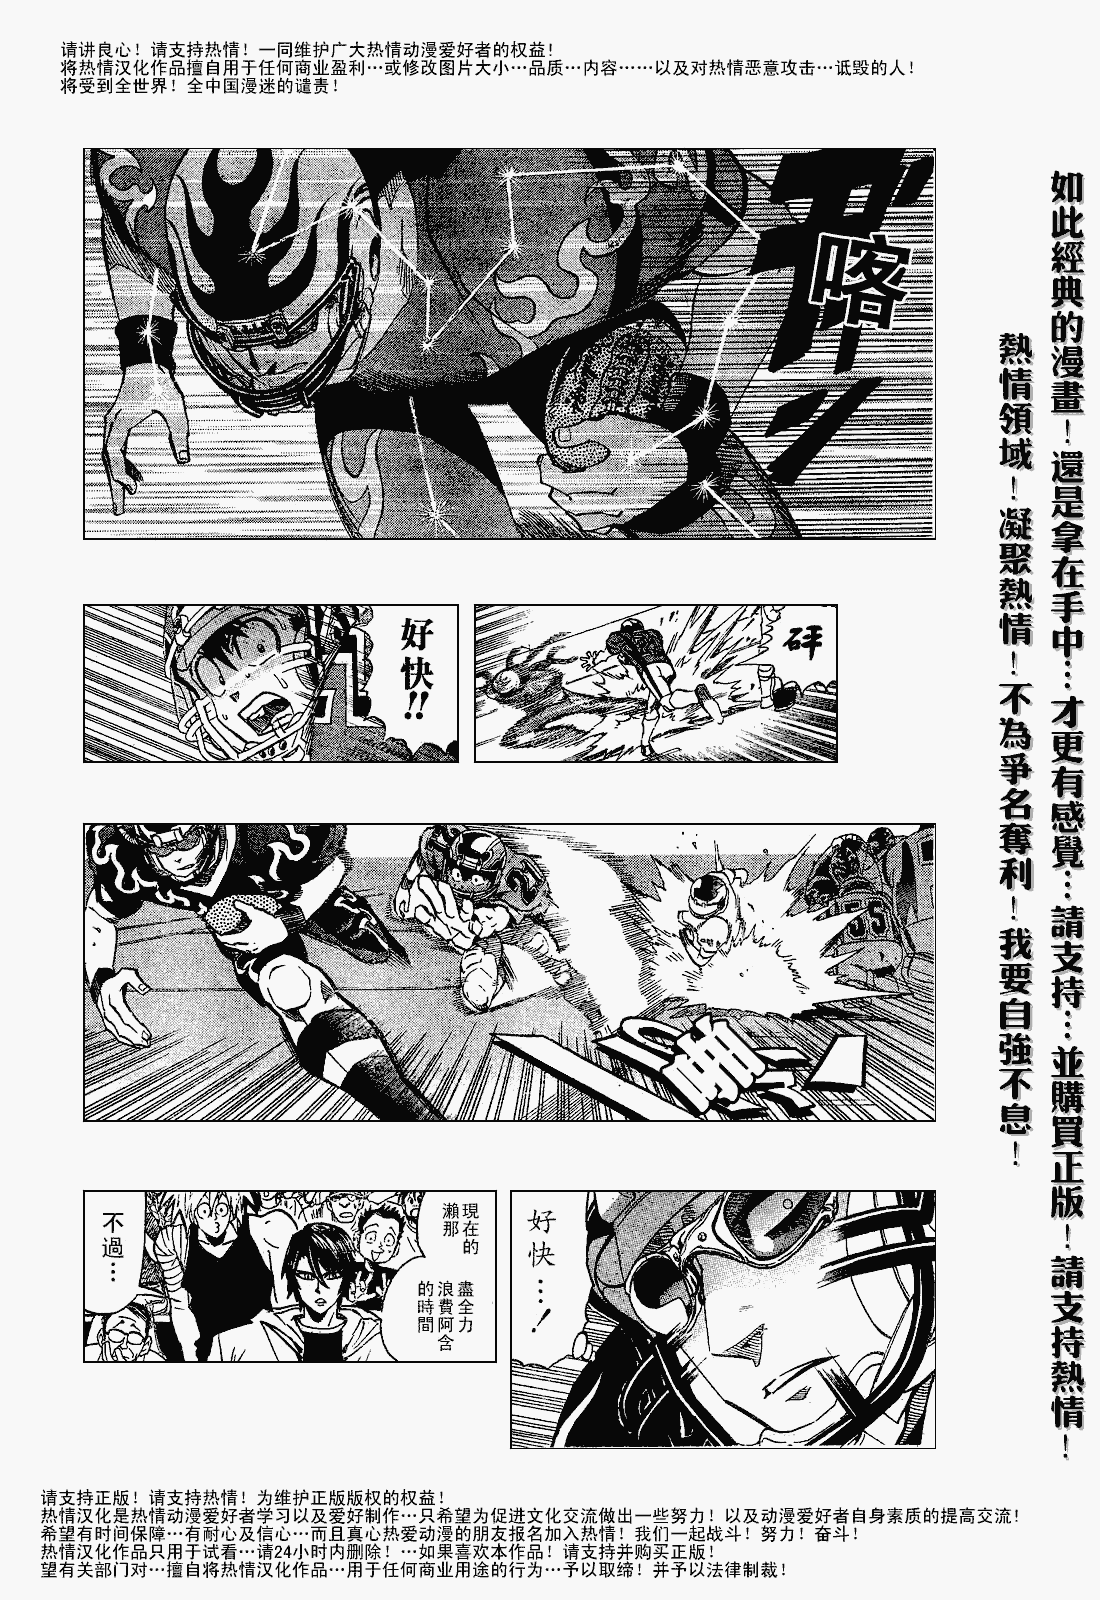 请讲良心！请支持热情！一同维护广大热情动漫爱好者的权益！
将热情汉化作品擅自用于任何商业盈利…或修改图片大小…品质…内容……以及对热情恶意攻击…诋毁的人！
将受到全世界！全中国漫迷的谴责！
如此經典的漫畫！還是拿在手中…才更有感覺…請支持…並購買正版！請支持熱情！
熱情領域！凝聚熱情！不為爭名奪利！我要自強不息！
喀
砰
好快!!
21
55
好快…!
現在的
瀨那
盡全力
浪費阿含
的時間
不過…
请支持正版！请支持热情！为维护正版版权的权益！
热情汉化是热情动漫爱好者学习以及爱好制作…只希望为促进文化交流做出一些努力！以及动漫爱好者自身素质的提高交流！
希望有时间保障…有耐心及信心…而且真心热爱动漫的朋友报名加入热情！我们一起战斗！努力！奋斗！
热情汉化作品只用于试看…请24小时内删除！…如果喜欢本作品！请支持并购买正版！
望有关部门对…擅自将热情汉化作品…用于任何商业用途的行为…予以取缔！并予以法律制裁！